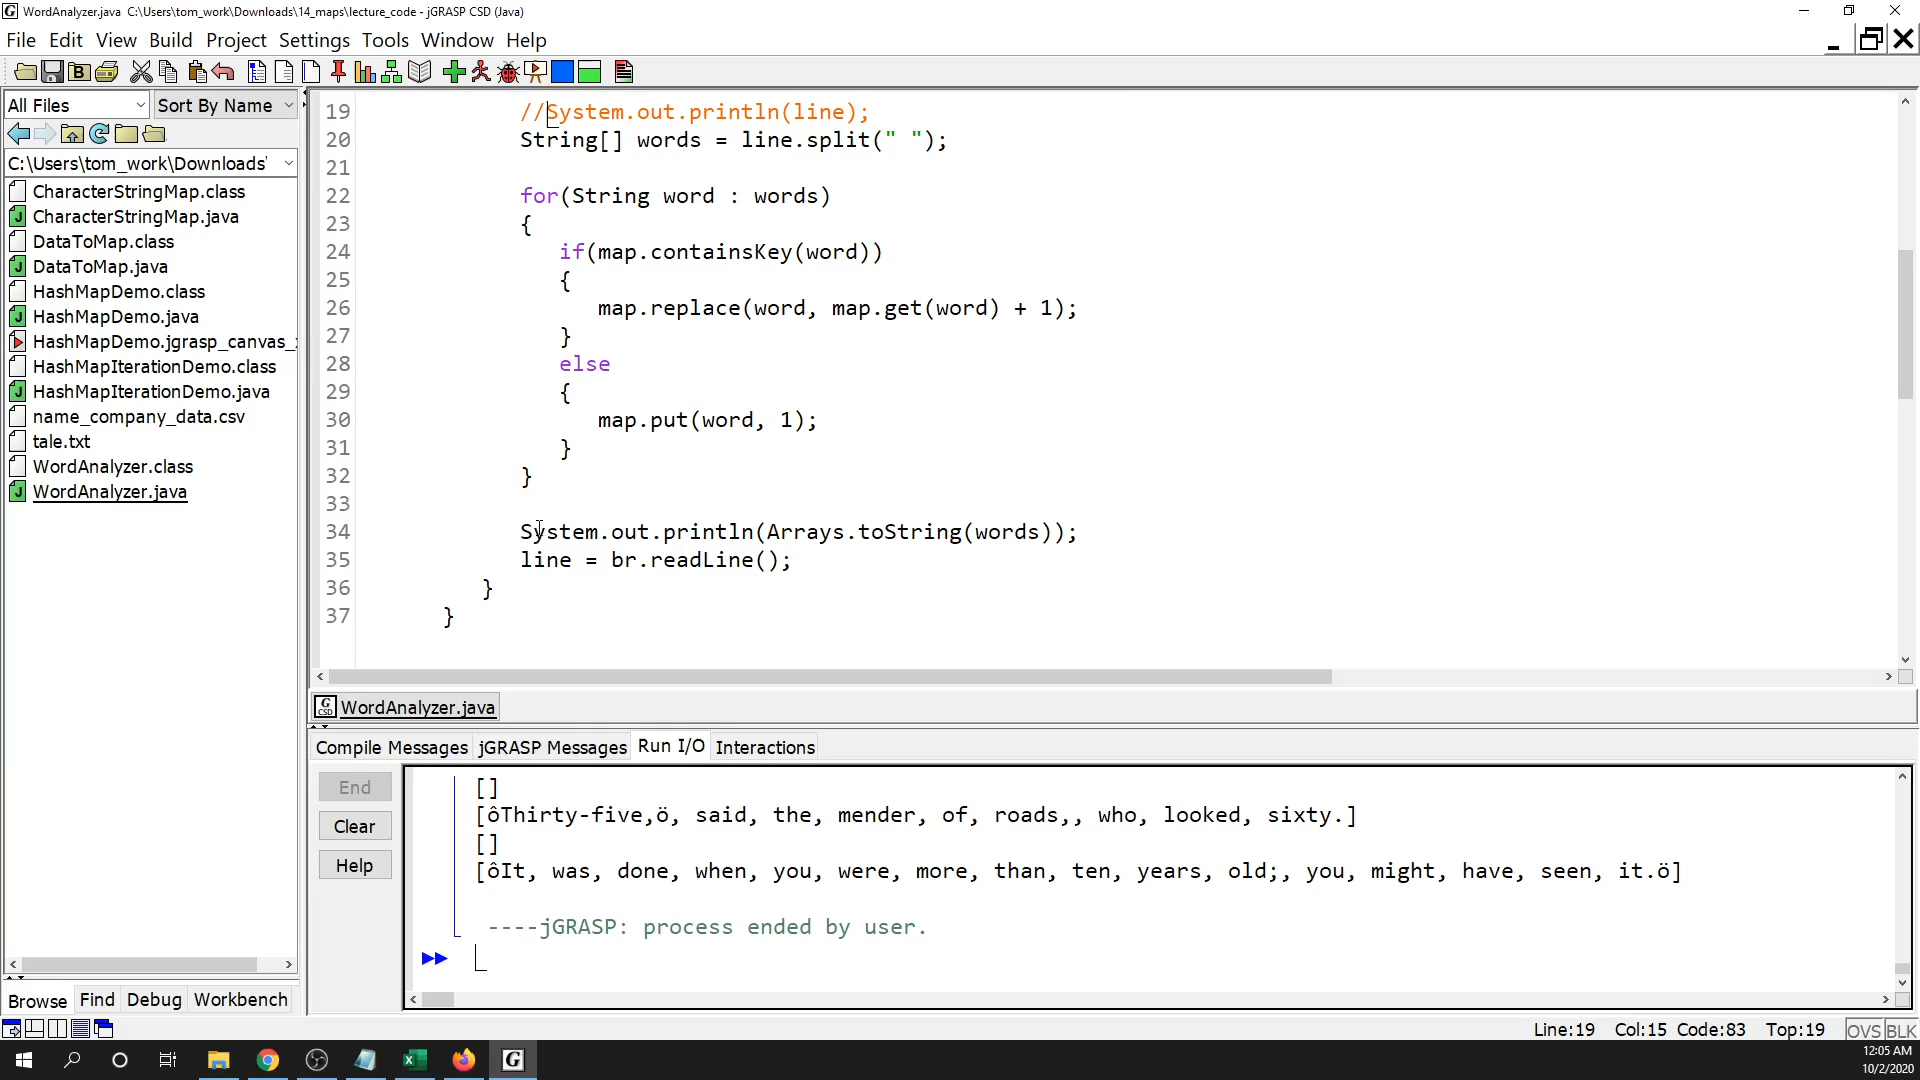 WordAnalyzer.java C:\Users\tom_work\Downloads\14_maps\lecture_code - jGRASP CSD (Java)
File Edit View Build Project Settings Tools Window Help
All Files Sort By Name
C:\Users\tom_work\Downloads'
CharacterStringMap.class
CharacterStringMap.java
DataToMap.class
DataToMap.java
HashMapDemo.class
HashMapDemo.java
HashMapDemo.jgrasp_canvas_
HashMapIterationDemo.class
HashMapIterationDemo.java
name_company_data.csv
tale.txt
WordAnalyzer.class
WordAnalyzer.java
Browse Find Debug Workbench
19 //System.out.println(line);
20 String[] words = line.split(" ");
21
22 for(String word : words)
23 {
24 if(map.containsKey(word))
25 {
26 map.replace(word, map.get(word) + 1);
27 }
28 else
29 {
30 map.put(word, 1);
31 }
32 }
33
34 System.out.println(Arrays.toString(words));
35 line = br.readLine();
36 }
37 }
WordAnalyzer.java
Compile Messages jGRASP Messages Run I/O Interactions
End
Clear
Help
[]
[ôThirty-five,ö, said, the, mender, of, roads,, who, looked, sixty.]
[]
[ôIt, was, done, when, you, were, more, than, ten, years, old;, you, might, have, seen, it.ö]
----jGRASP: process ended by user.
Line:19 Col:15 Code:83 Top:19 OVS BLK
12:05 AM
10/2/2020